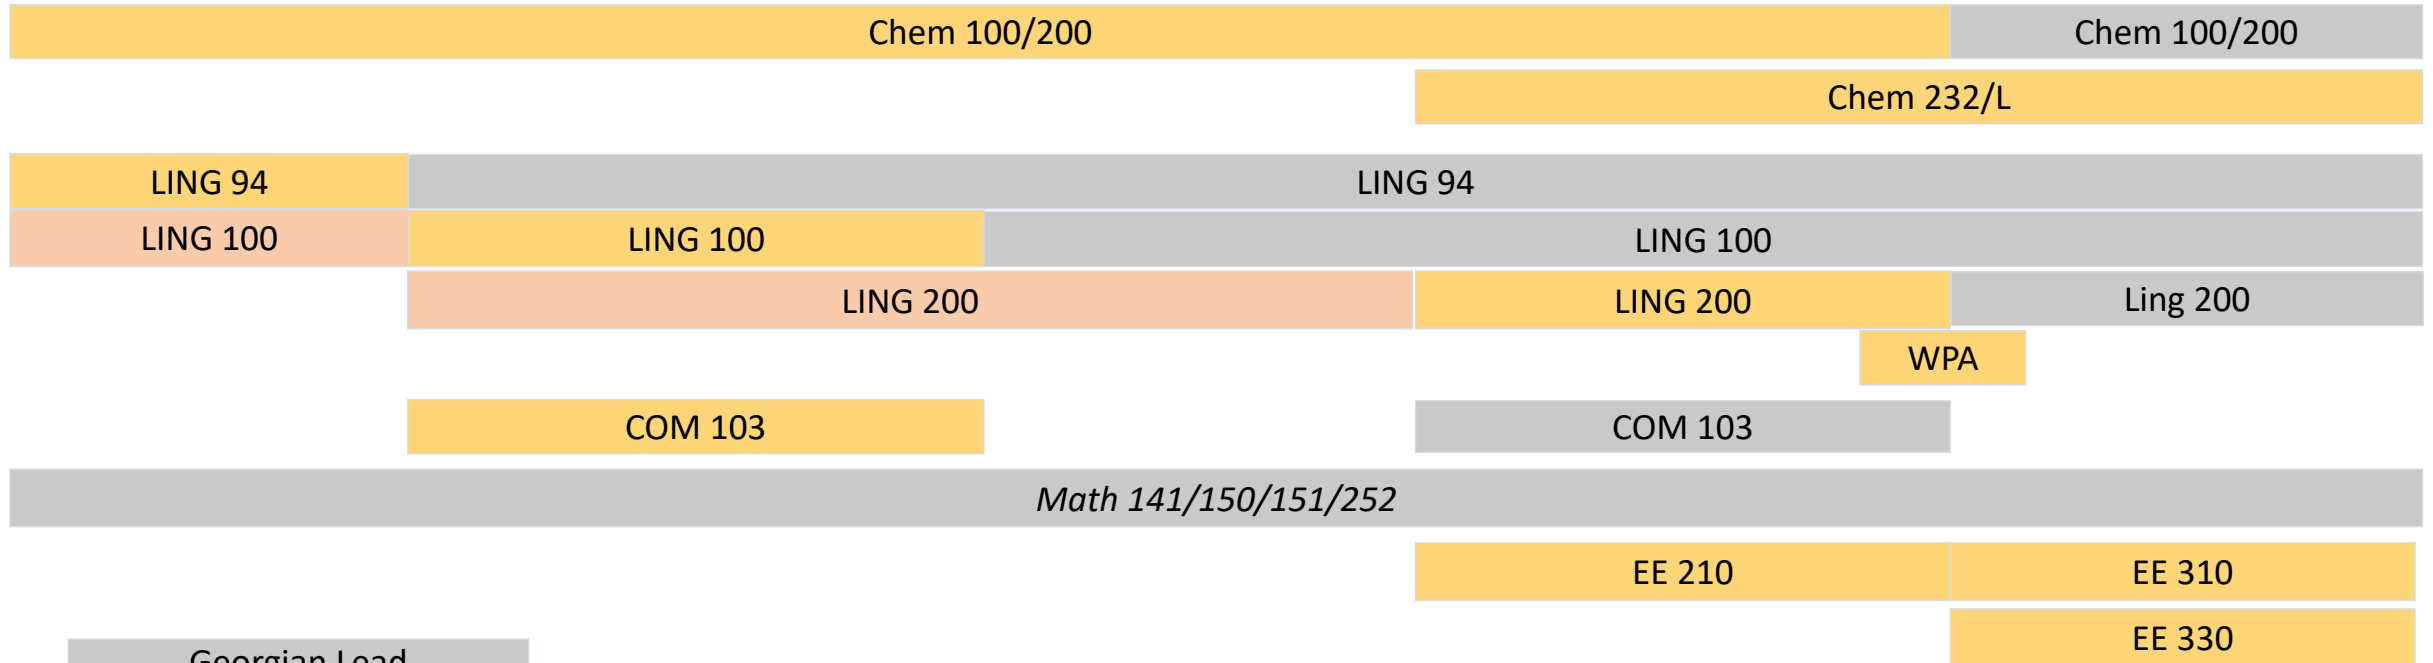 Chem 100/200
Chem 100/200
Chem 232/L
LING 94
LING 94
LING 100
LING 100
LING 100
LING 200
LING 200
Ling 200
WPA
COM 103
COM 103
Math 141/150/151/252
EE 210
EE 310
EE 330
Georgian Lead